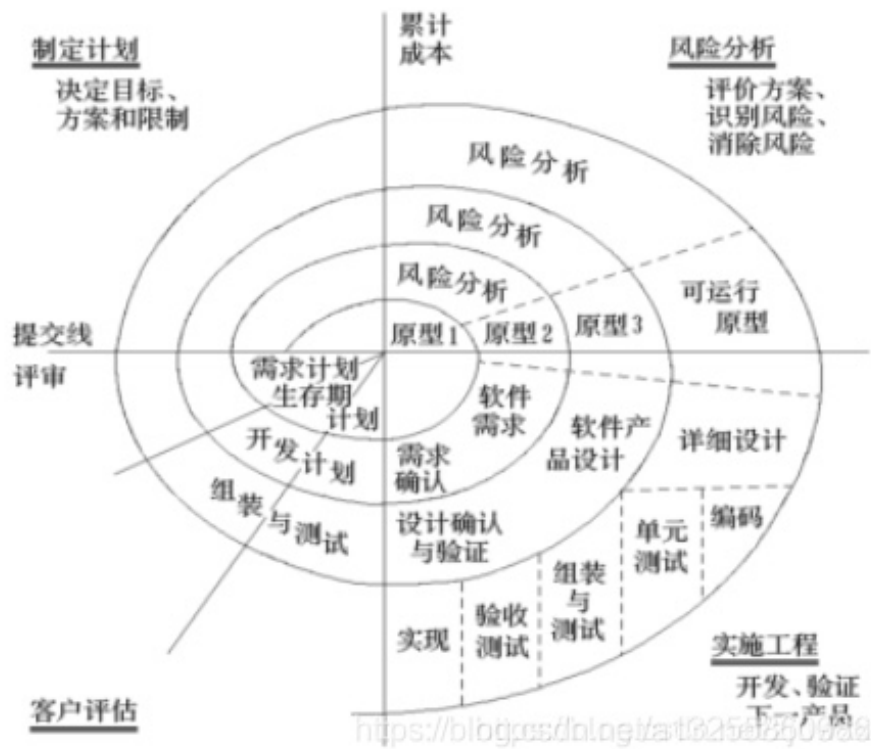 制定计划
决定目标、
方案和限制
累计
成本
风险分析
评价方案、
识别风险、
消除风险
风险分析
风险分析
风险分析
可运行
原型
原型1
原型2
原型3
提交线
评审
需求计划
生存期
计划
开发计划
组装与测试
软件
需求
需求
确认
软件产
品设计
详细设计
设计确认
与验证
编码
单元
测试
组装
与
测试
验收
测试
实现
实施工程
开发、验证
下一产品
客户评估